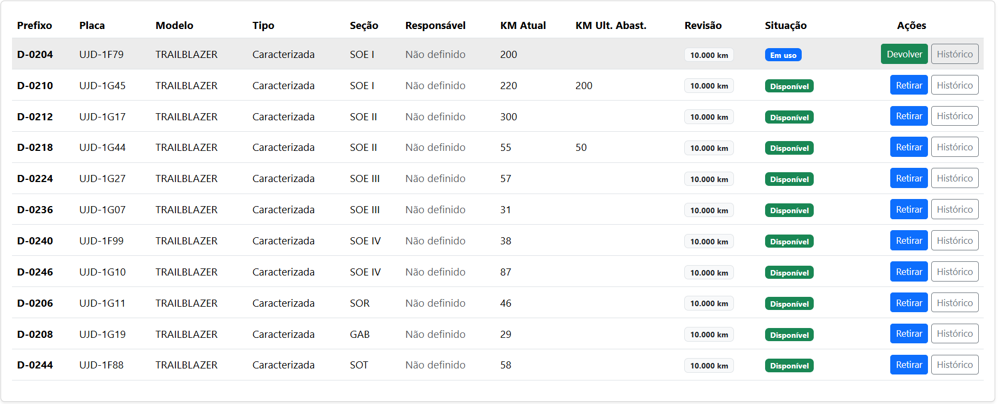 Prefixo Placa Modelo Tipo Seção Responsável KM Atual KM Ult. Abast. Revisão Situação Ações
D-0204 UJD-1F79 TRAILBLAZER Caracterizada SOE I Não definido 200 10.000 km Em uso Devolver Histórico
D-0210 UJD-1G45 TRAILBLAZER Caracterizada SOE I Não definido 220 200 10.000 km Disponível Retirar Histórico
D-0212 UJD-1G17 TRAILBLAZER Caracterizada SOE II Não definido 300 10.000 km Disponível Retirar Histórico
D-0218 UJD-1G44 TRAILBLAZER Caracterizada SOE II Não definido 55 50 10.000 km Disponível Retirar Histórico
D-0224 UJD-1G27 TRAILBLAZER Caracterizada SOE III Não definido 57 10.000 km Disponível Retirar Histórico
D-0236 UJD-1G07 TRAILBLAZER Caracterizada SOE III Não definido 31 10.000 km Disponível Retirar Histórico
D-0240 UJD-1F99 TRAILBLAZER Caracterizada SOE IV Não definido 38 10.000 km Disponível Retirar Histórico
D-0246 UJD-1G10 TRAILBLAZER Caracterizada SOE IV Não definido 87 10.000 km Disponível Retirar Histórico
D-0206 UJD-1G11 TRAILBLAZER Caracterizada SOR Não definido 46 10.000 km Disponível Retirar Histórico
D-0208 UJD-1G19 TRAILBLAZER Caracterizada GAB Não definido 29 10.000 km Disponível Retirar Histórico
D-0244 UJD-1F88 TRAILBLAZER Caracterizada SOT Não definido 58 10.000 km Disponível Retirar Histórico